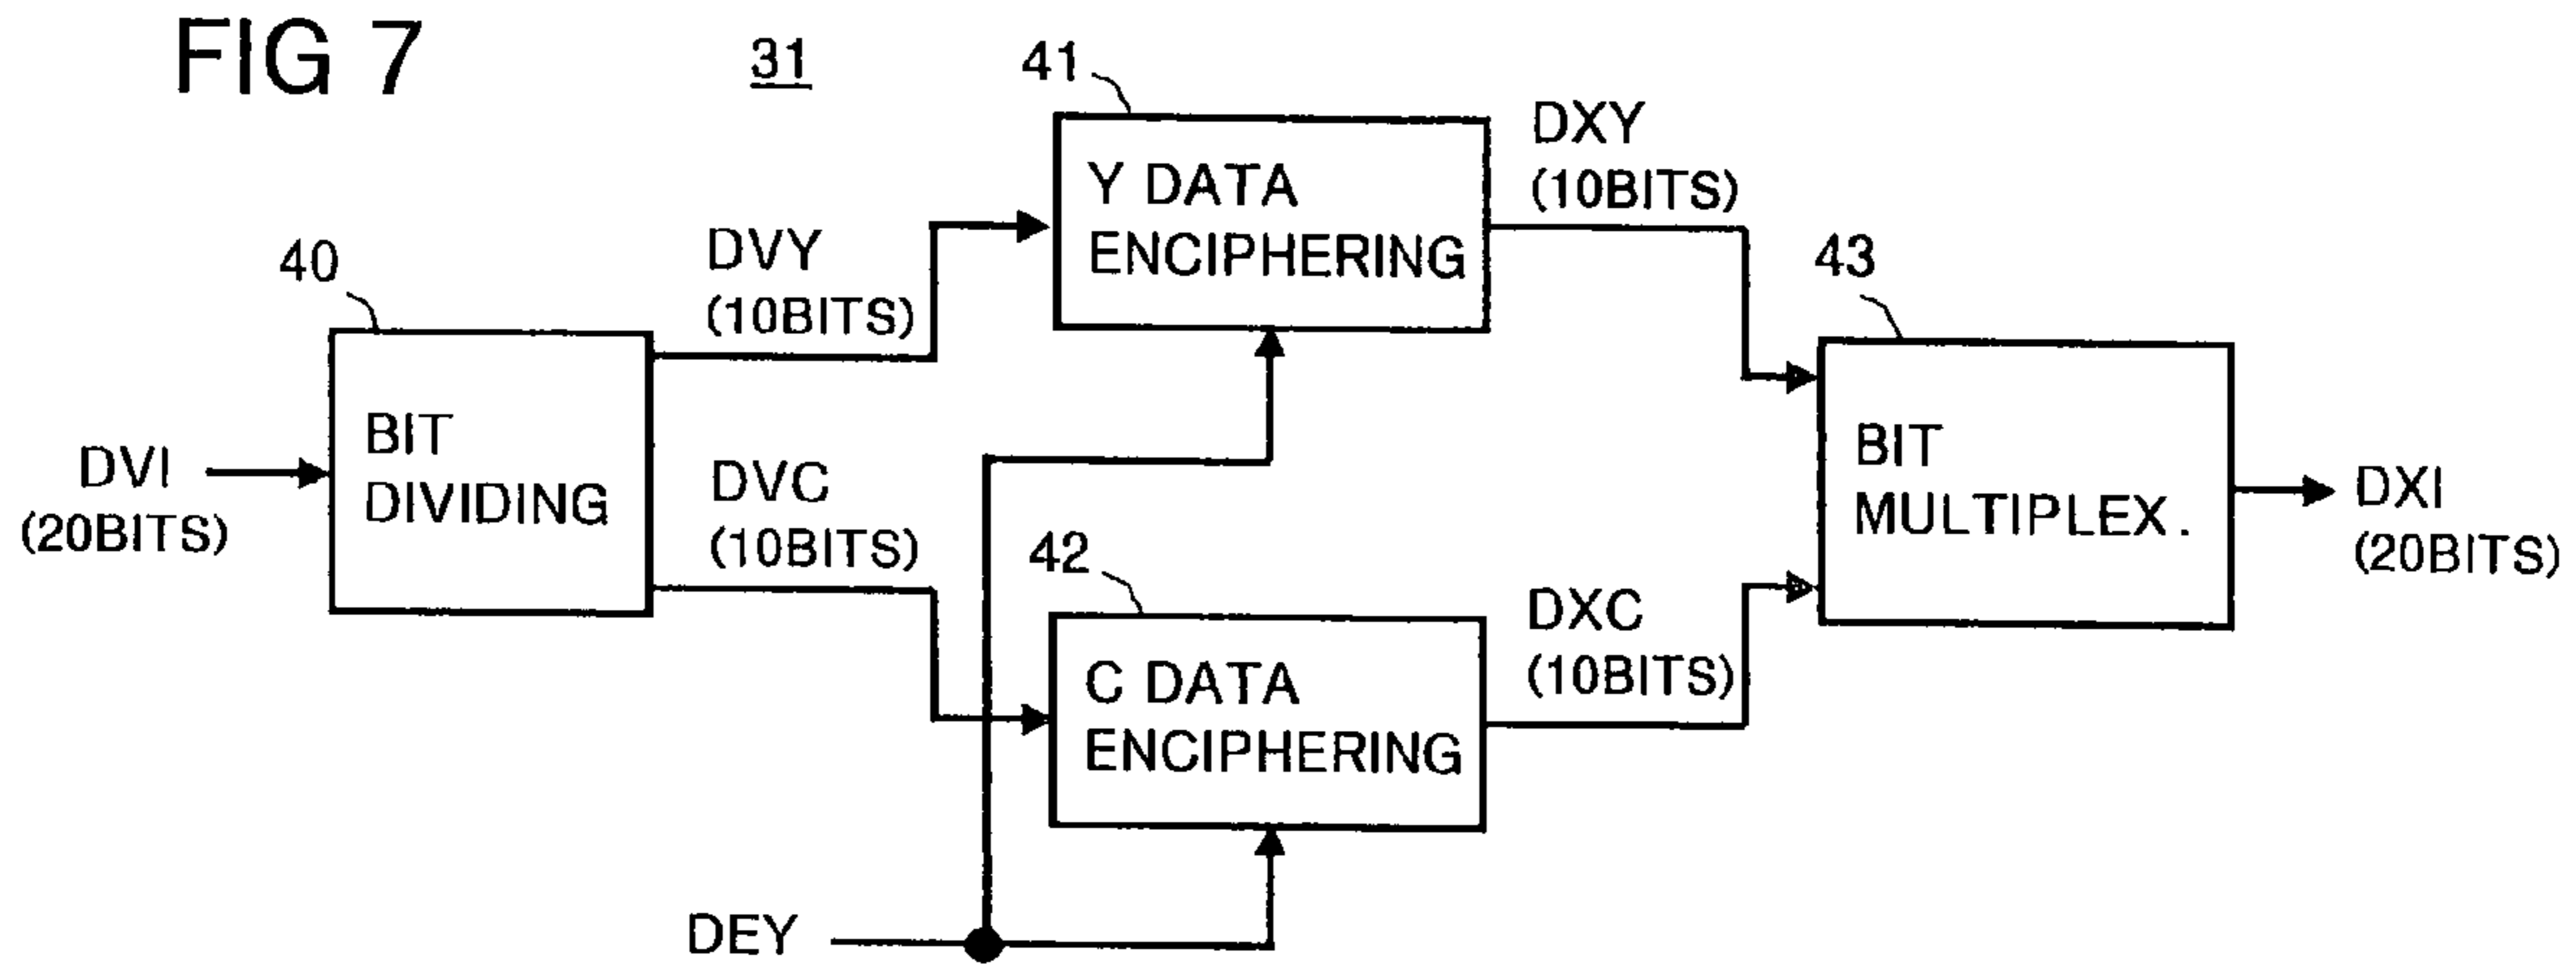 FIG 7
31
41
Y DATA
ENCIPHERING
DXY
(10BITS)
40
DVY
(10BITS)
43
BIT
DIVIDING
DVI
(20BITS)
DVC
(10BITS)
42
C DATA
ENCIPHERING
DXC
(10BITS)
BIT
MULTIPLEX.
DXI
(20BITS)
DEY